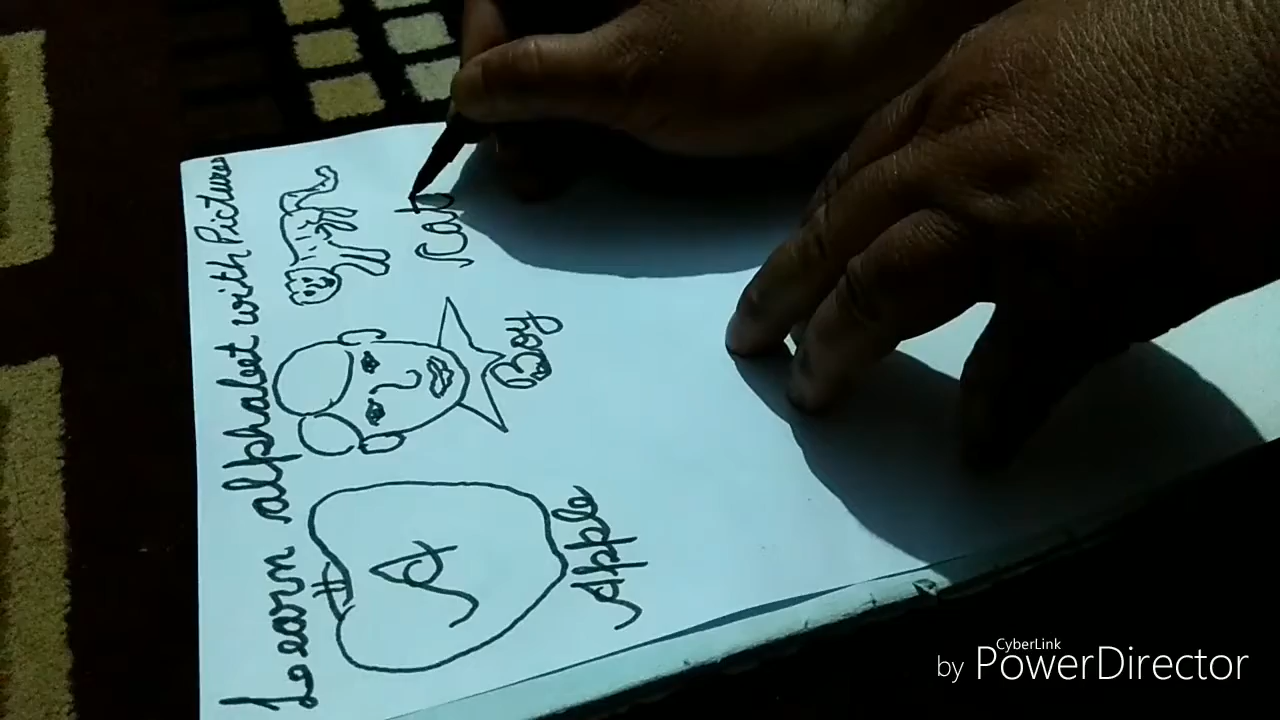 Learn alphabet with Pictures
A
Apple
Boy
Cat
CyberLink
by PowerDirector